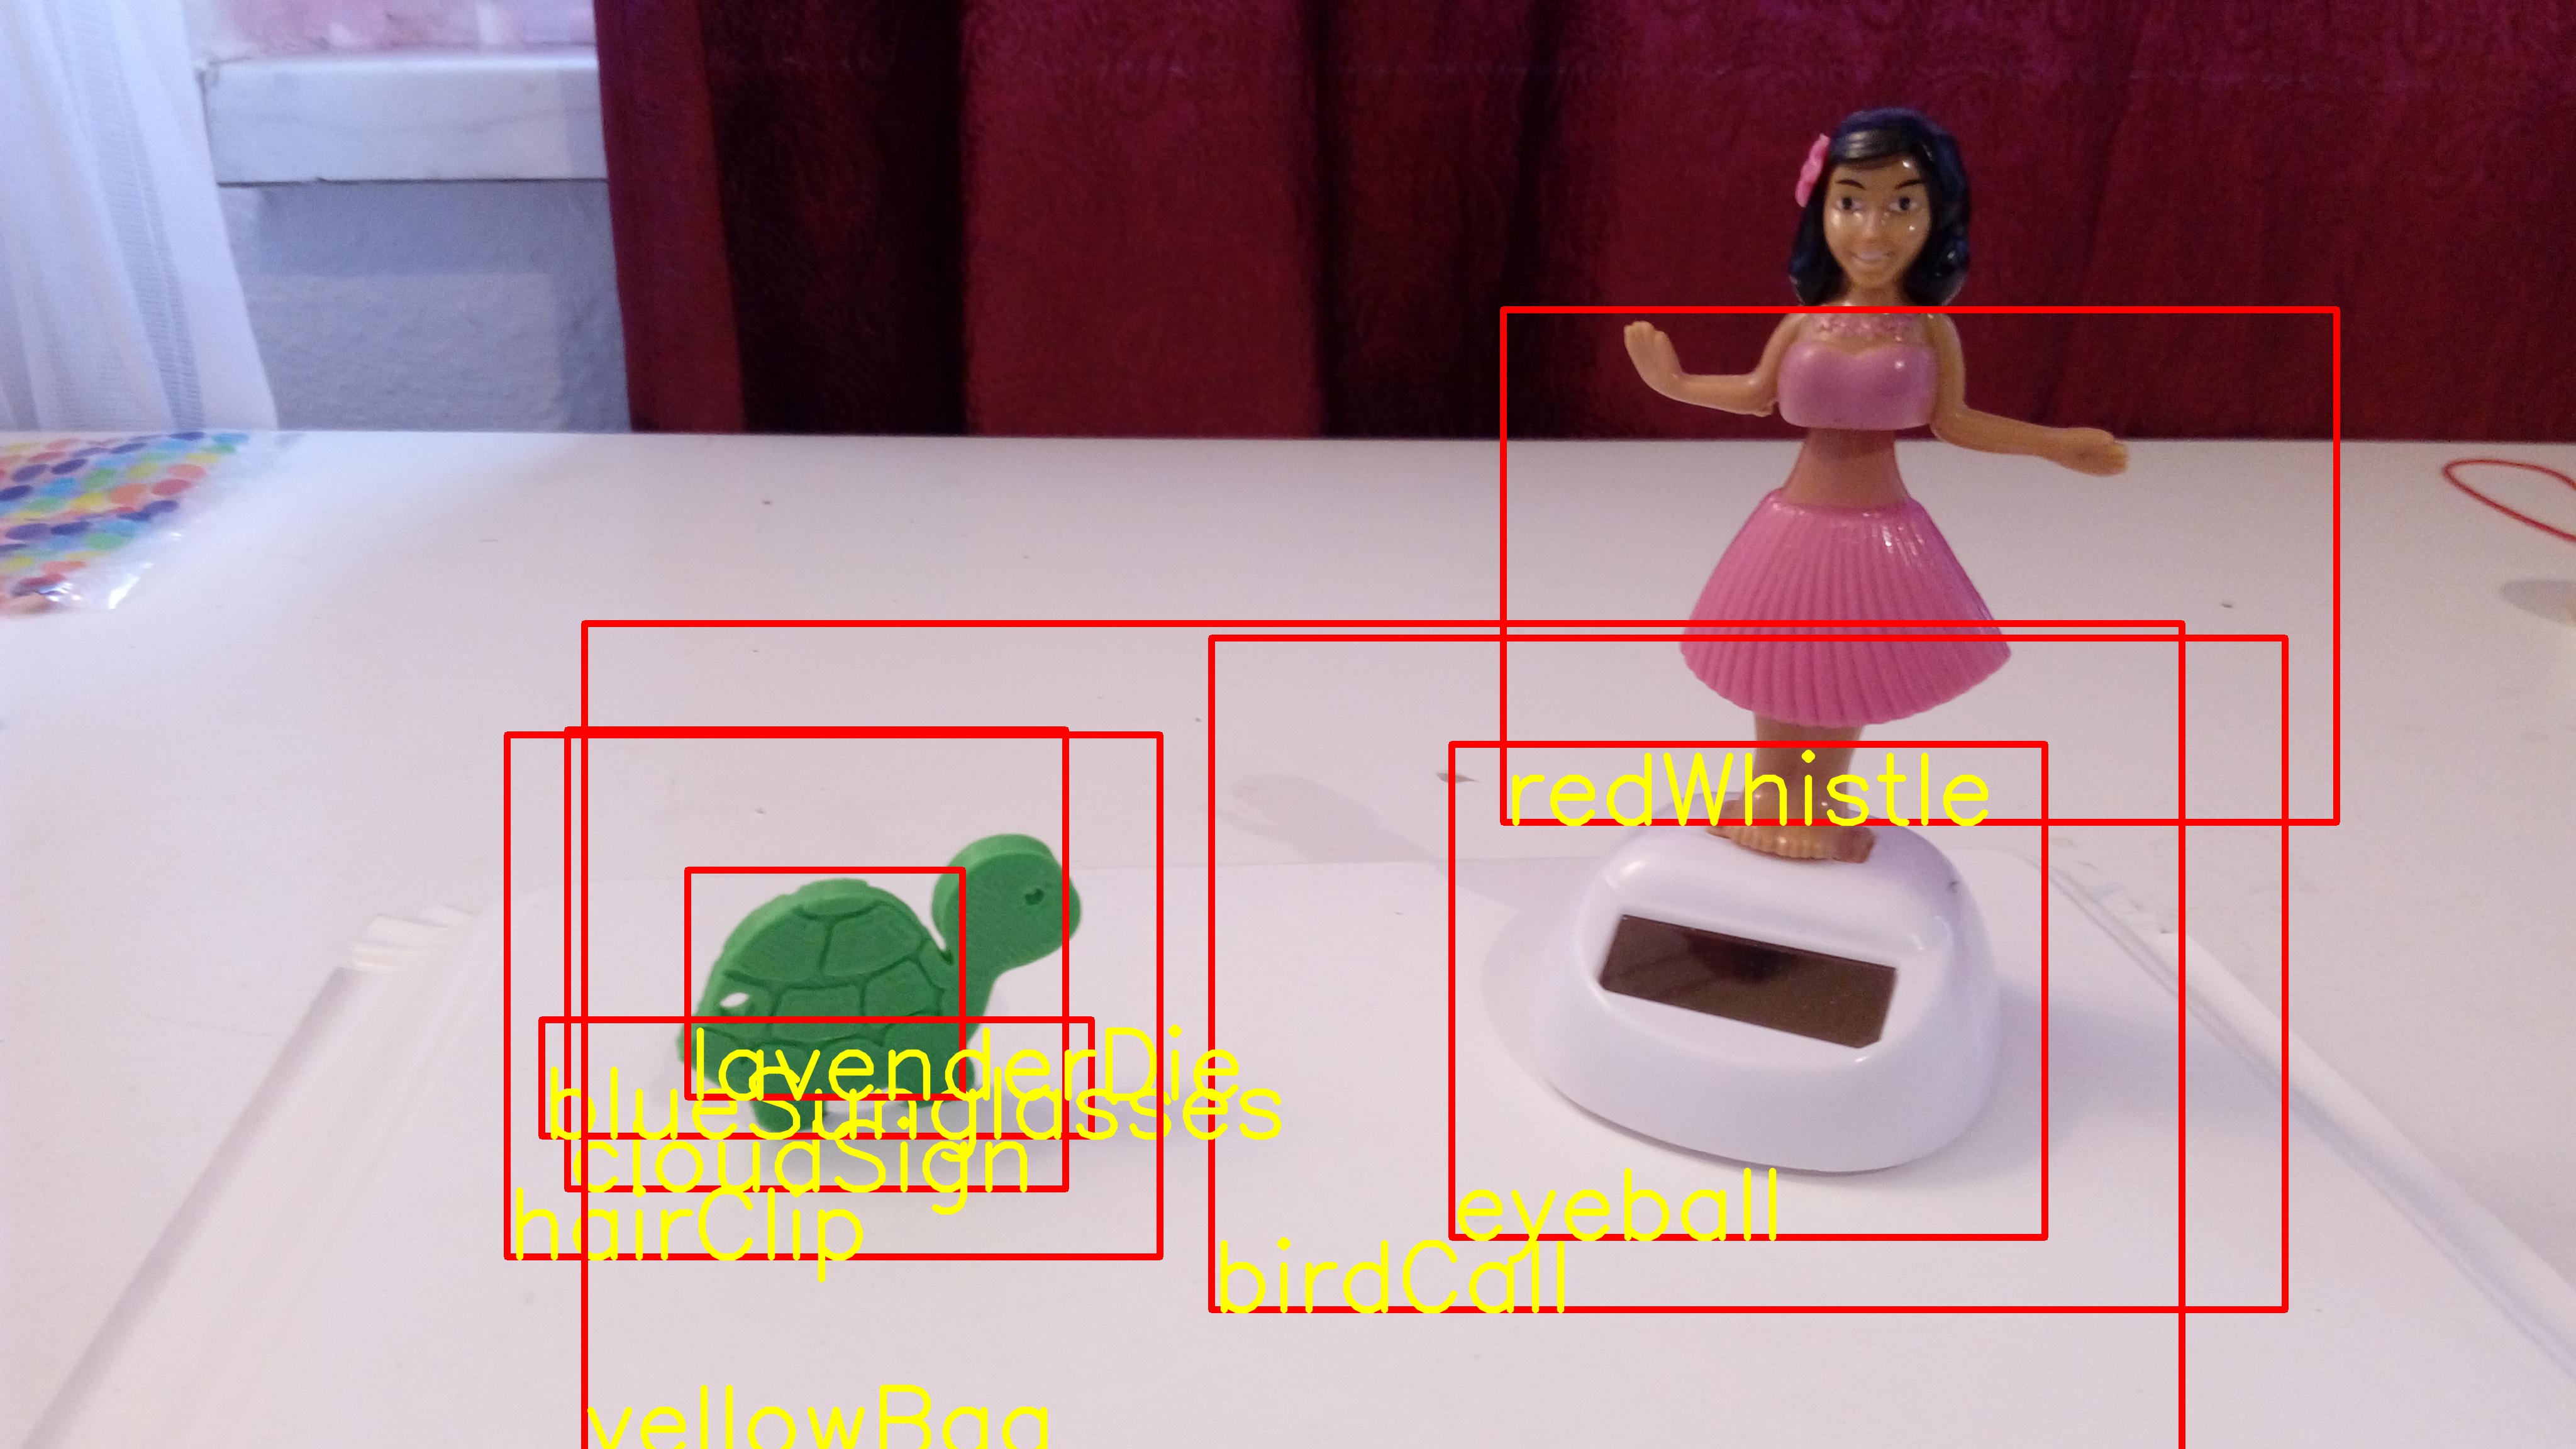 redWhistle
lavenderDie
blueSunglasses
cloudSign
eyeball
hairClip
birdCall
yellowBag